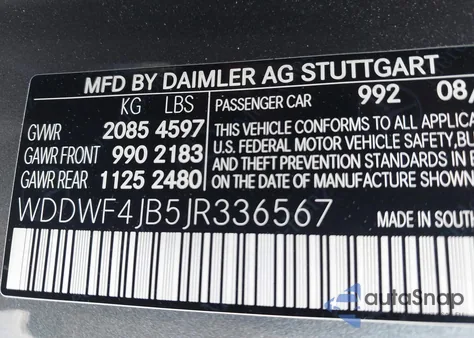 MFD BY DAIMLER AG STUTTGART
KG LBS
PASSENGER CAR 992 08/
GVWR 2085 4597
GAWR FRONT 990 2183
GAWR REAR 1125 2480
THIS VEHICLE CONFORMS TO ALL APPLICA
U.S. FEDERAL MOTOR VEHICLE SAFETY, BU
AND THEFT PREVENTION STANDARDS IN
DATE OF MANUFACTURE SHOWN
WDDWF4JB5JR336567
MADE IN SOUTH
autoSnap